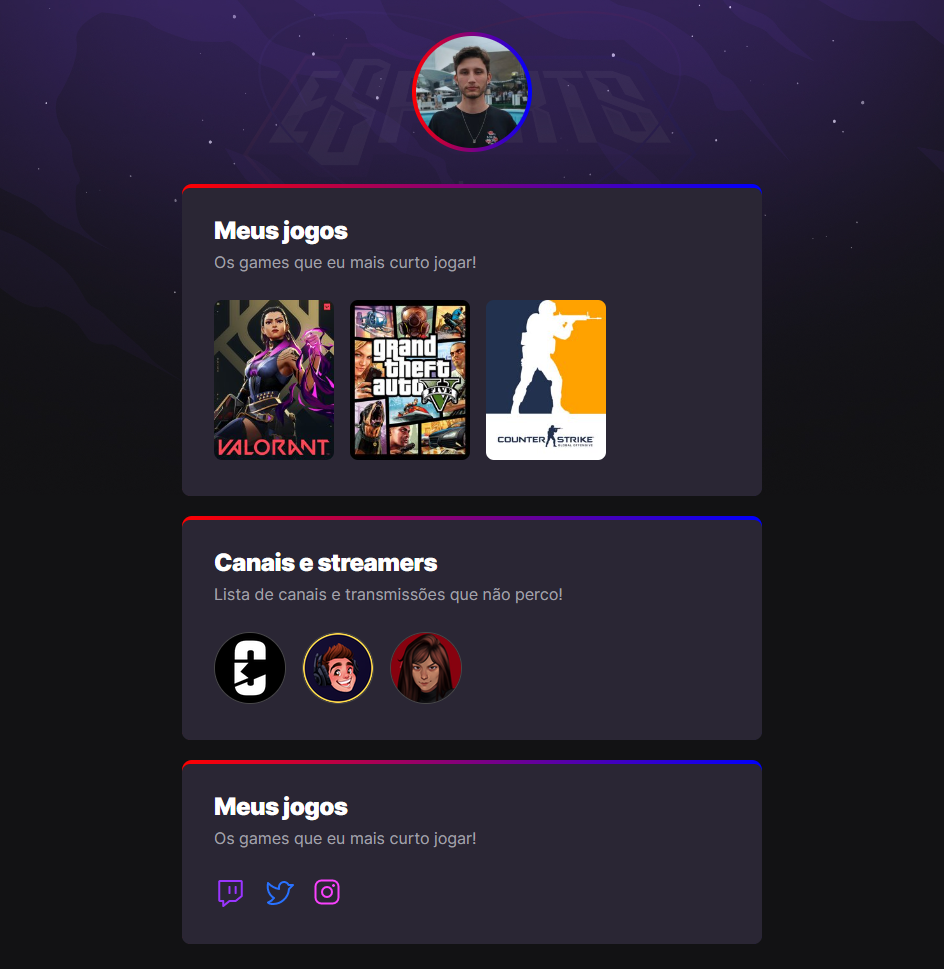 ESPORTS
Meus jogos
Os games que eu mais curto jogar!
VALORANT
grand
theft
auto
FIVE
COUNTER STRIKE
GLOBAL OFFENSIVE
Canais e streamers
Lista de canais e transmissões que não perco!
Meus jogos
Os games que eu mais curto jogar!